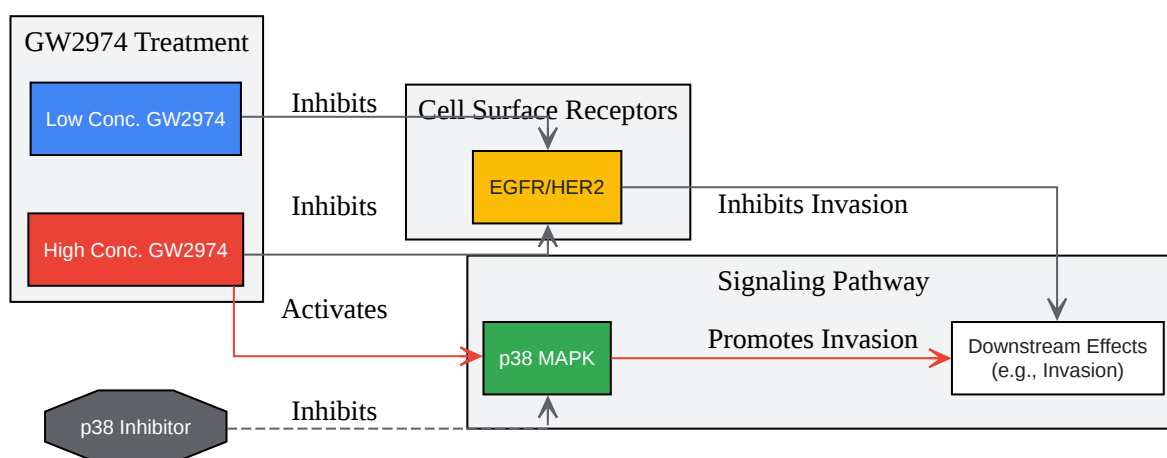 GW2974 Treatment
Low Conc. GW2974
Inhibits
Cell Surface Receptors
EGFR/HER2
Inhibits
Inhibits Invasion
High Conc. GW2974
Signaling Pathway
Activates
p38 MAPK
Promotes Invasion
Downstream Effects
(e.g., Invasion)
Inhibits
p38 Inhibitor